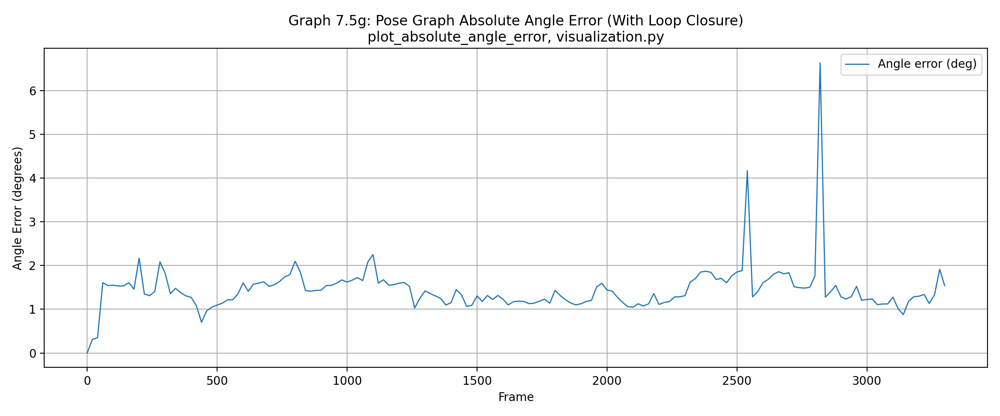 Graph 7.5g: Pose Graph Absolute Angle Error (With Loop Closure)
plot_absolute_angle_error, visualization.py
Angle error (deg)
Angle Error (degrees)
6
5
4
3
2
1
0
0 500 1000 1500 2000 2500 3000
Frame